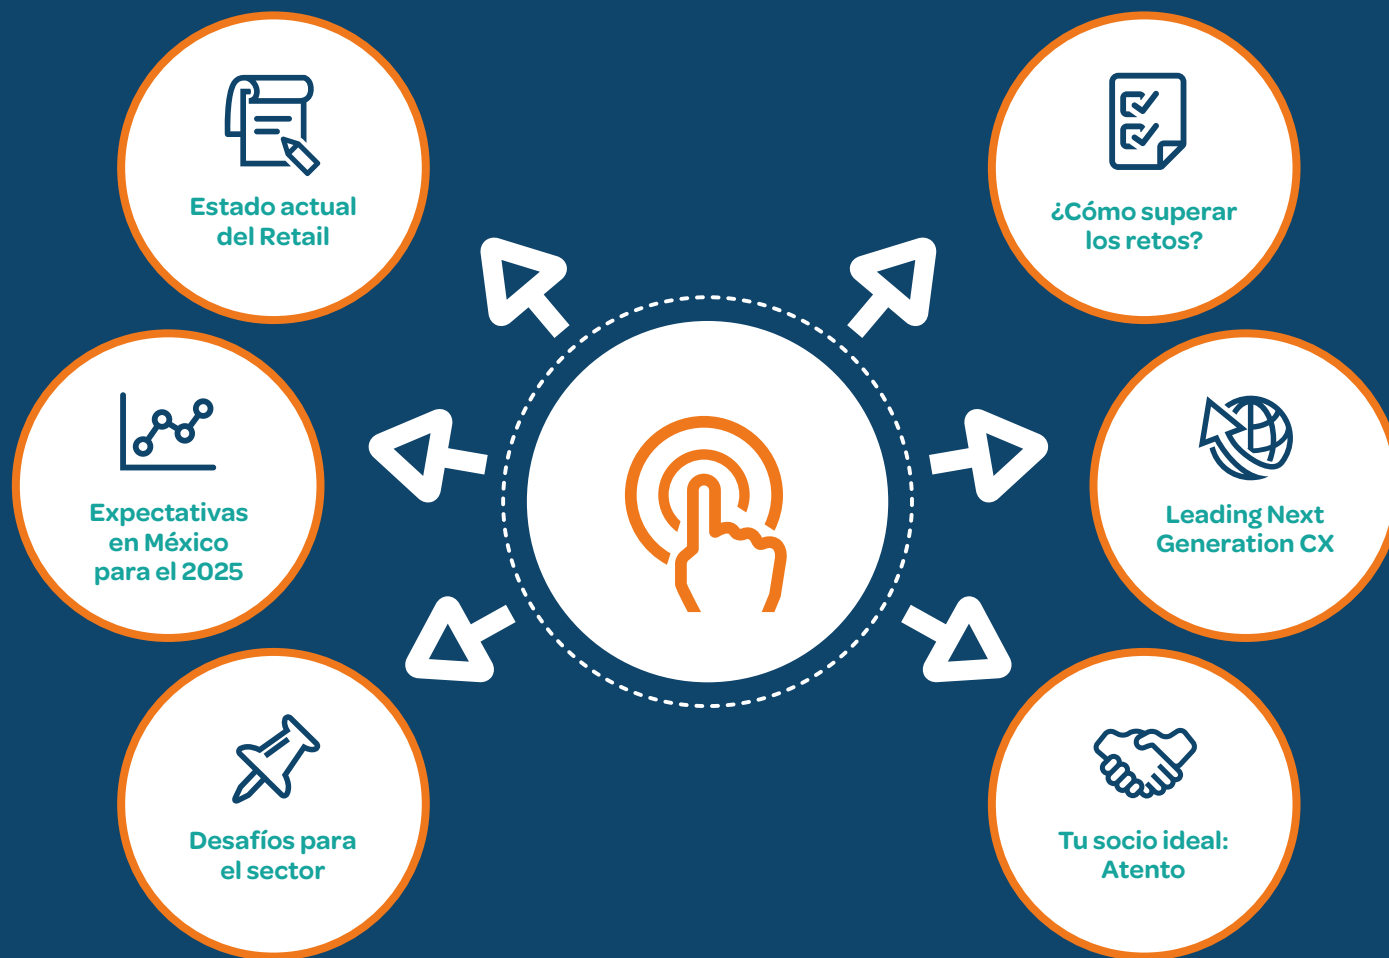 Estado actual
del Retail
Expectativas
en México
para el 2025
Desafíos para
el sector
¿Cómo superar
los retos?
Leading Next
Generation CX
Tu socio ideal:
Atento